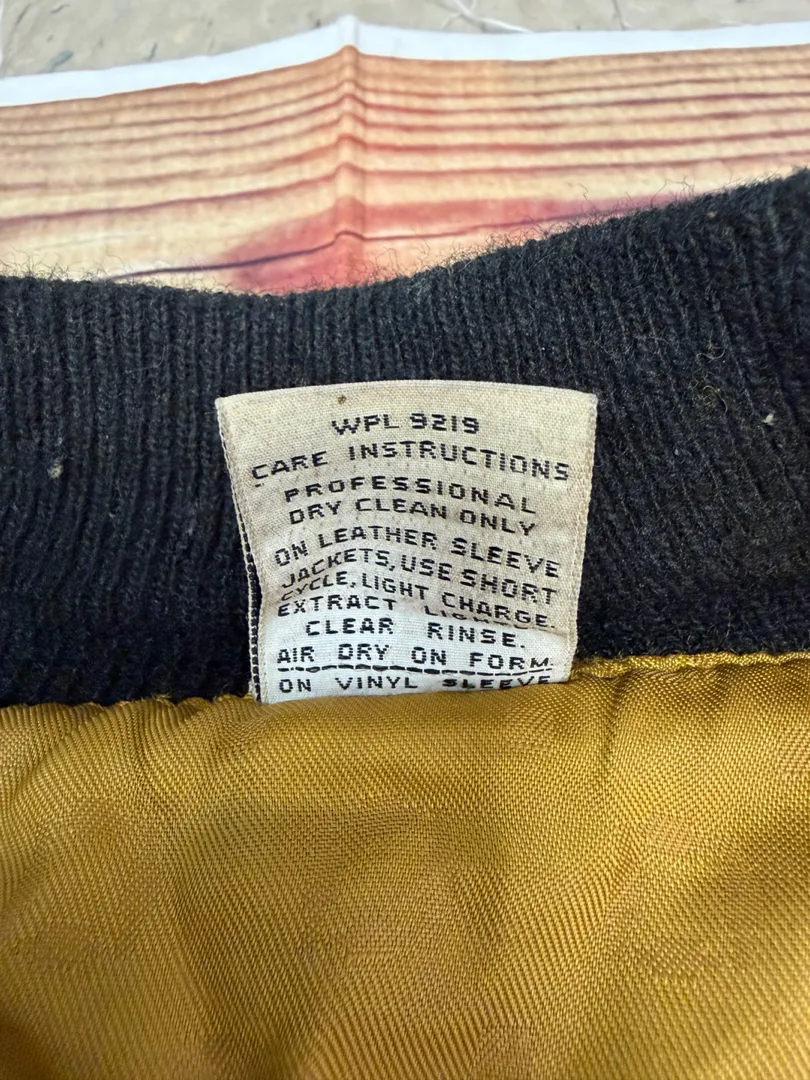 WPL 9219
CARE INSTRUCTIONS
PROFESSIONAL
DRY CLEAN ONLY
ON LEATHER SLEEVE
JACKETS, USE SHORT
CYCLE, LIGHT CHARGE.
EXTRACT
CLEAR RINSE.
AIR DRY ON FORM.
ON VINYL SLEEVE